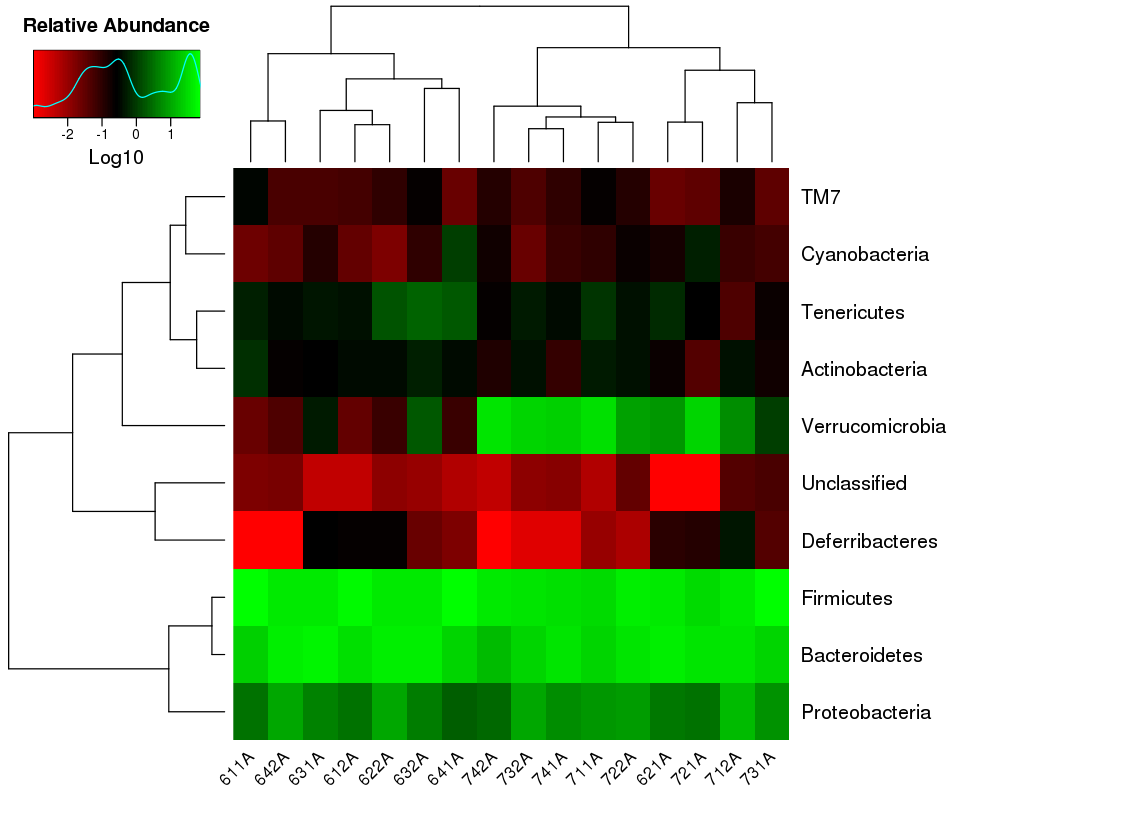 Relative Abundance
-2 -1 0 1
Log10
TM7
Cyanobacteria
Tenericutes
Actinobacteria
Verrucomicrobia
Unclassified
Deferribacteres
Firmicutes
Bacteroidetes
Proteobacteria
611A 642A 631A 612A 622A 632A 641A 742A 732A 741A 711A 722A 621A 721A 712A 731A